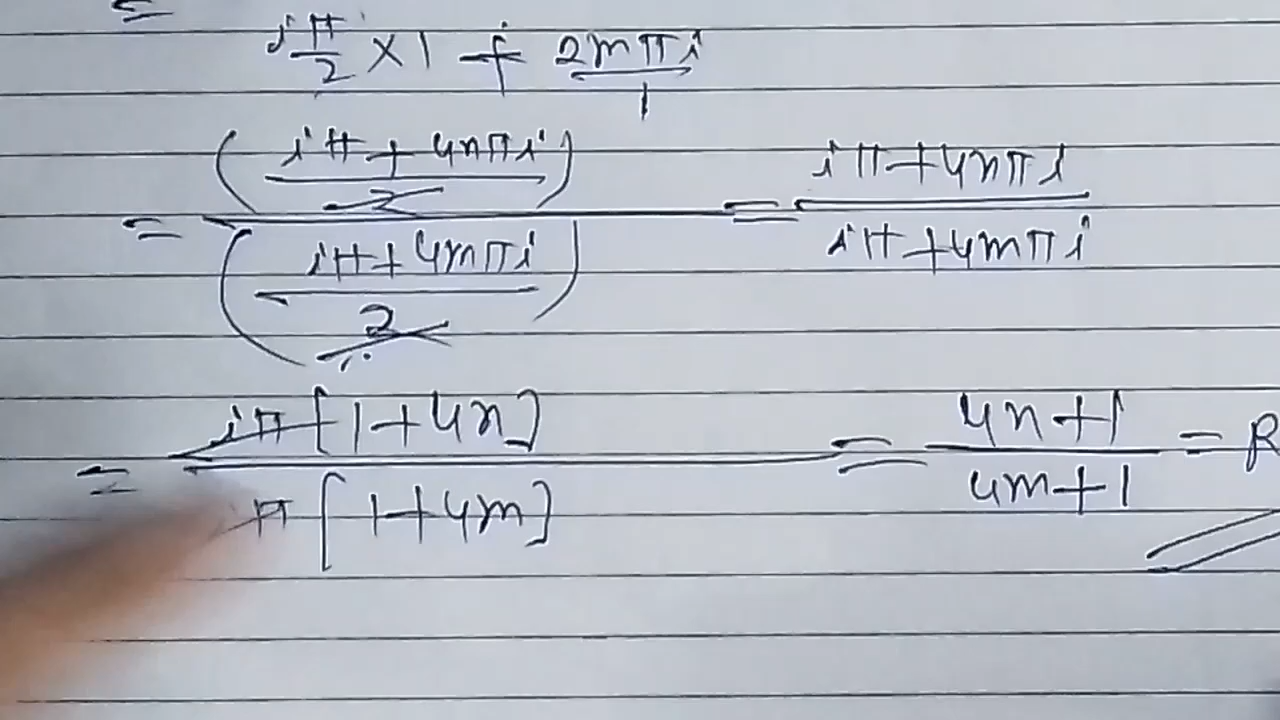 =
iπ/2 × 1 + 2mπi/1
= ((iπ + 4nπi)/2) / ((iπ + 4mπi)/2) = (iπ + 4nπi)/(iπ + 4mπi)
= iπ[1 + 4n] / π[1 + 4m] = (4n + 1)/(4m + 1) = R